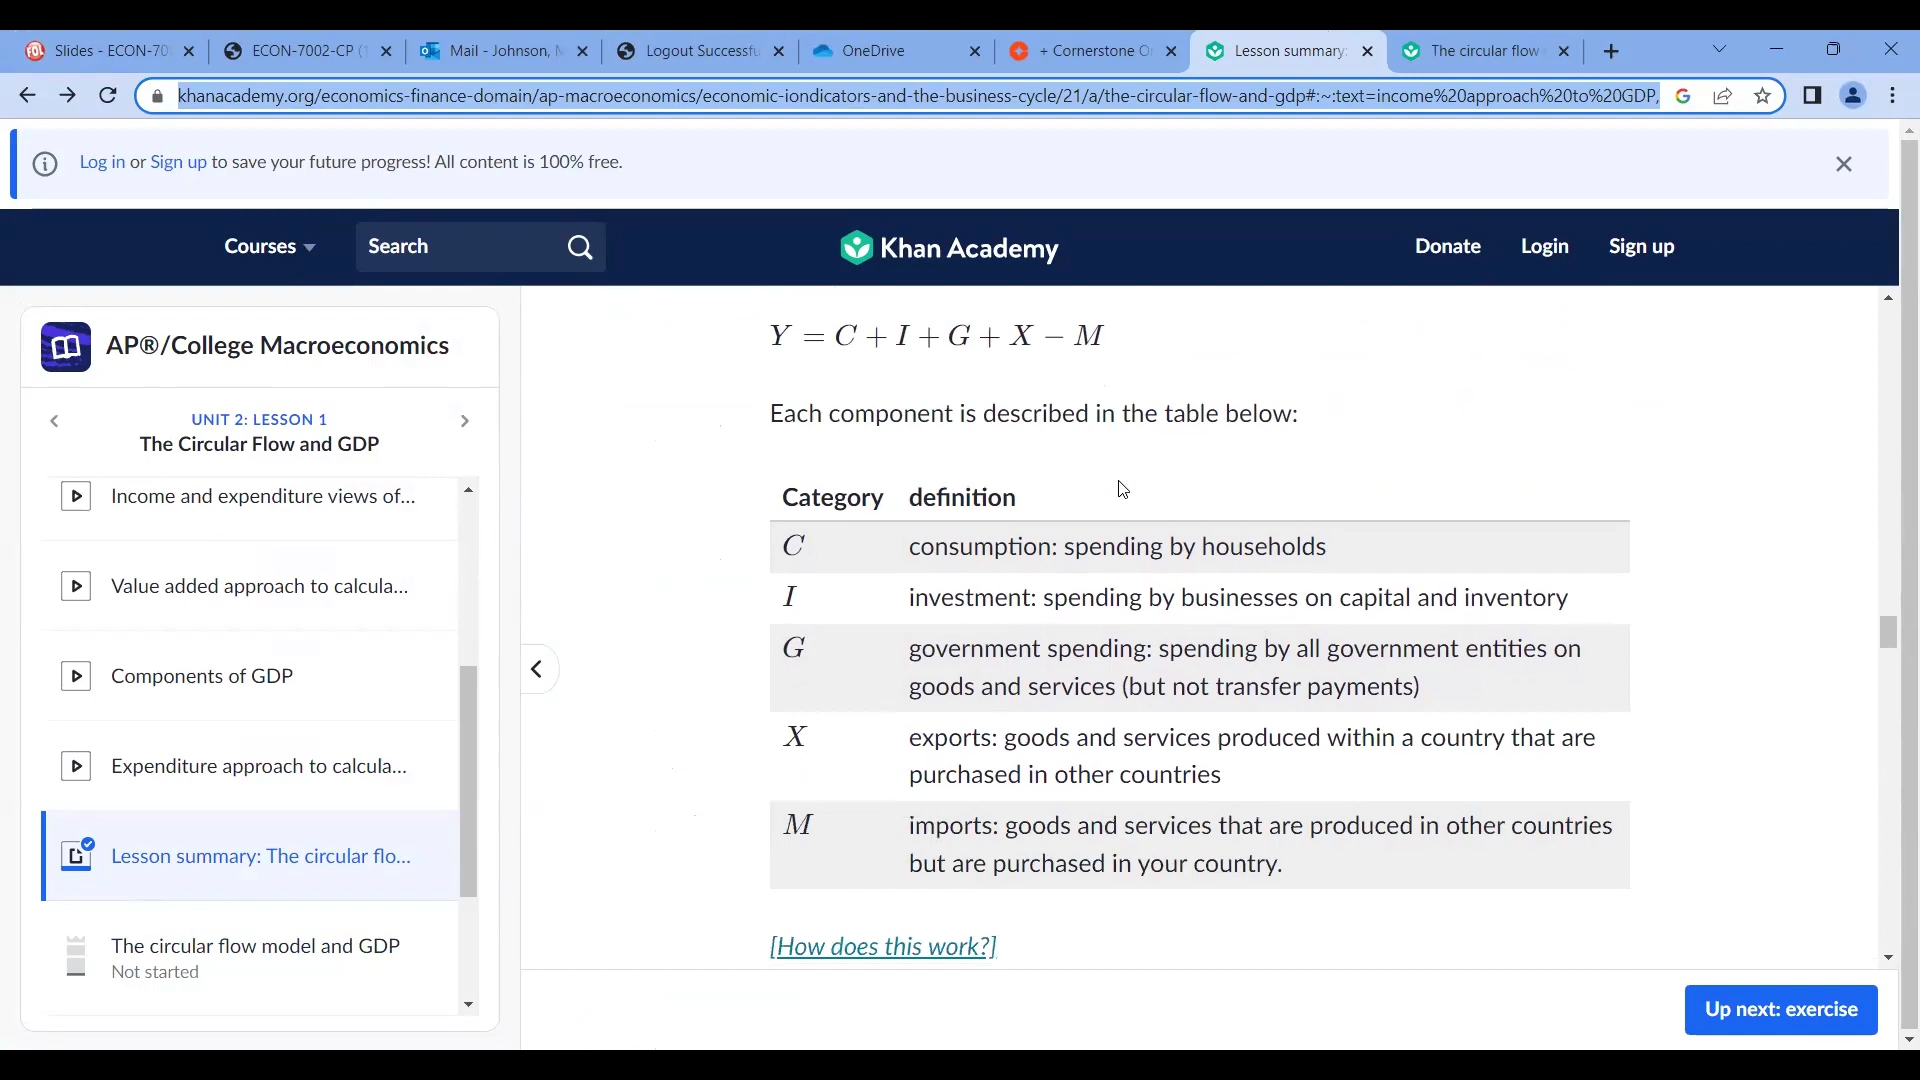 Slides - ECON-70
ECON-7002-CP (1
Mail - Johnson, M
Logout Successfu
OneDrive
+ Cornerstone O
Lesson summary:
The circular flow
khanacademy.org/economics-finance-domain/ap-macroeconomics/economic-iondicators-and-the-business-cycle/21/a/the-circular-flow-and-gdp#:~:text=income%20approach%20to%20GDP,
Log in or Sign up to save your future progress! All content is 100% free.
Courses
Search
Khan Academy
Donate
Login
Sign up
AP®/College Macroeconomics
UNIT 2: LESSON 1
The Circular Flow and GDP
Income and expenditure views of...
Value added approach to calcula...
Components of GDP
Expenditure approach to calcula...
Lesson summary: The circular flo...
The circular flow model and GDP
Not started
Y = C + I + G + X − M
Each component is described in the table below:
Category definition
C consumption: spending by households
I investment: spending by businesses on capital and inventory
G government spending: spending by all government entities on
goods and services (but not transfer payments)
X exports: goods and services produced within a country that are
purchased in other countries
M imports: goods and services that are produced in other countries
but are purchased in your country.
[How does this work?]
Up next: exercise